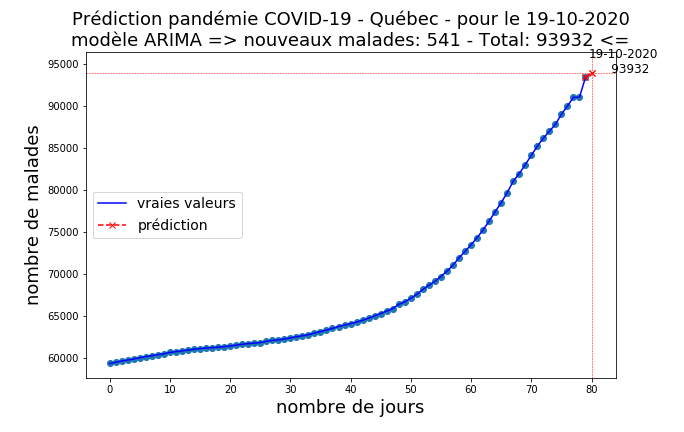 Prédiction pandémie COVID-19 - Québec - pour le 19-10-2020
modèle ARIMA => nouveaux malades: 541 - Total: 93932 <=
19-10-2020
93932
95000
90000
85000
80000
75000
70000
65000
60000
nombre de malades
vraies valeurs
prédiction
0 10 20 30 40 50 60 70 80
nombre de jours